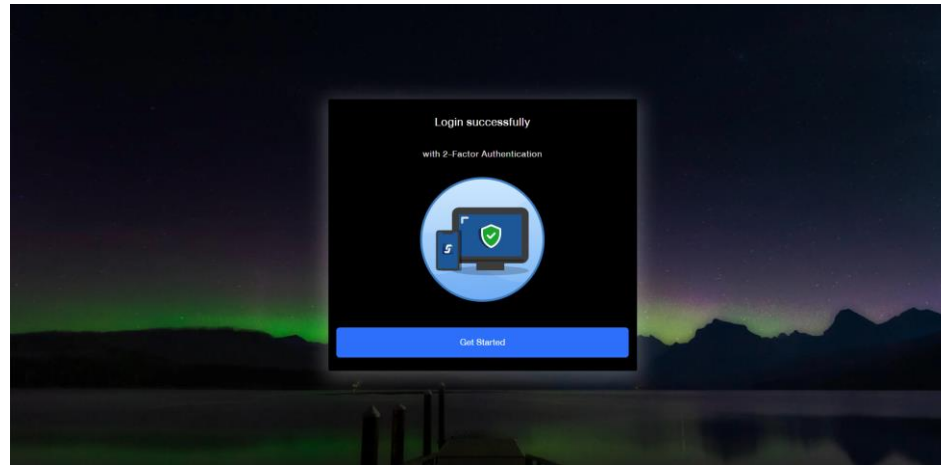 Login successfully
with 2-Factor Authentication
S
Get Started